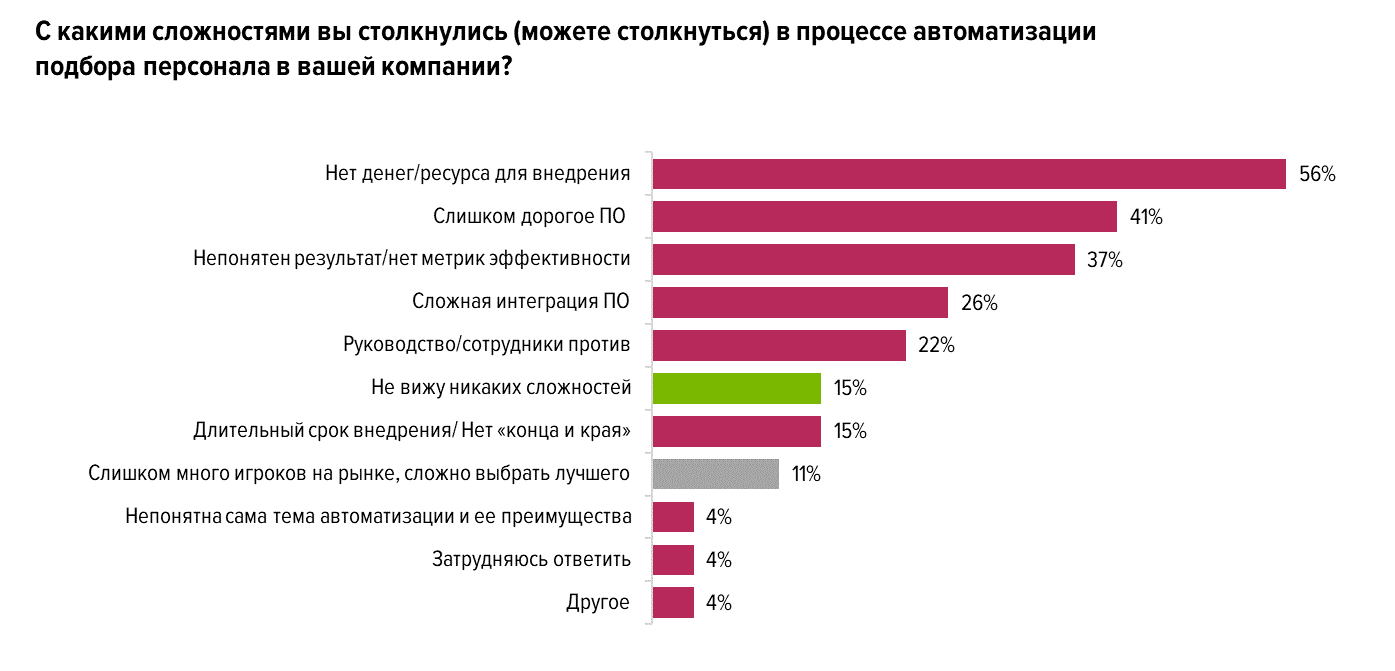 С какими сложностями вы столкнулись (можете столкнуться) в процессе автоматизации
подбора персонала в вашей компании?
Нет денег/ресурса для внедрения 56%
Слишком дорогое ПО 41%
Непонятен результат/нет метрик эффективности 37%
Сложная интеграция ПО 26%
Руководство/сотрудники против 22%
Не вижу никаких сложностей 15%
Длительный срок внедрения/ Нет «конца и края» 15%
Слишком много игроков на рынке, сложно выбрать лучшего 11%
Непонятна сама тема автоматизации и ее преимущества 4%
Затрудняюсь ответить 4%
Другое 4%